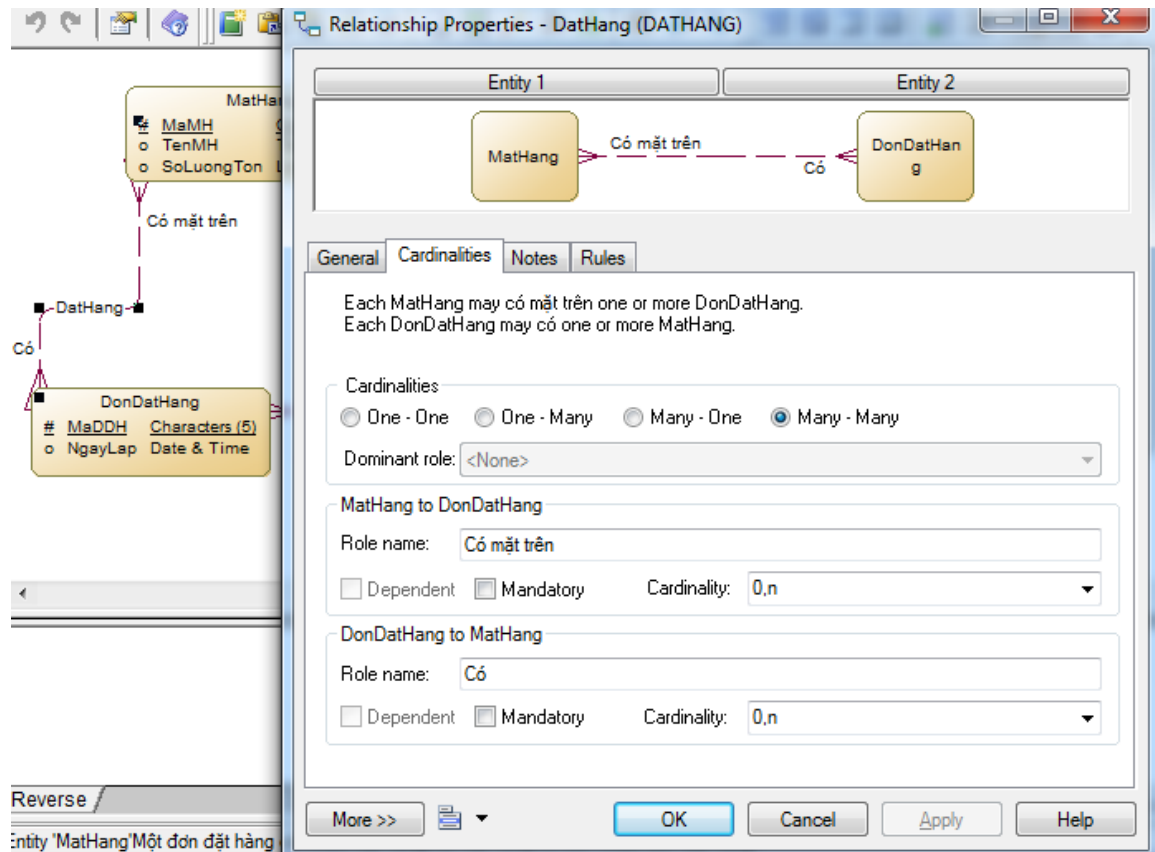 Relationship Properties - DatHang (DATHANG)
MatHa
# MaMH
o TenMH
o SoLuongTon L
Có mặt trên
DatHang
Có
DonDatHang
# MaDDH Characters (5)
o NgayLap Date & Time
Reverse
Entity 'MatHang'Một đơn đặt hàng
Entity 1 Entity 2
MatHang
Có mặt trên
Có
DonDatHan
g
General Cardinalities Notes Rules
Each MatHang may có mặt trên one or more DonDatHang.
Each DonDatHang may có one or more MatHang.
Cardinalities
One - One One - Many Many - One Many - Many
Dominant role: <None>
MatHang to DonDatHang
Role name: Có mặt trên
Dependent Mandatory Cardinality: 0,n
DonDatHang to MatHang
Role name: Có
Dependent Mandatory Cardinality: 0,n
More >> OK Cancel Apply Help